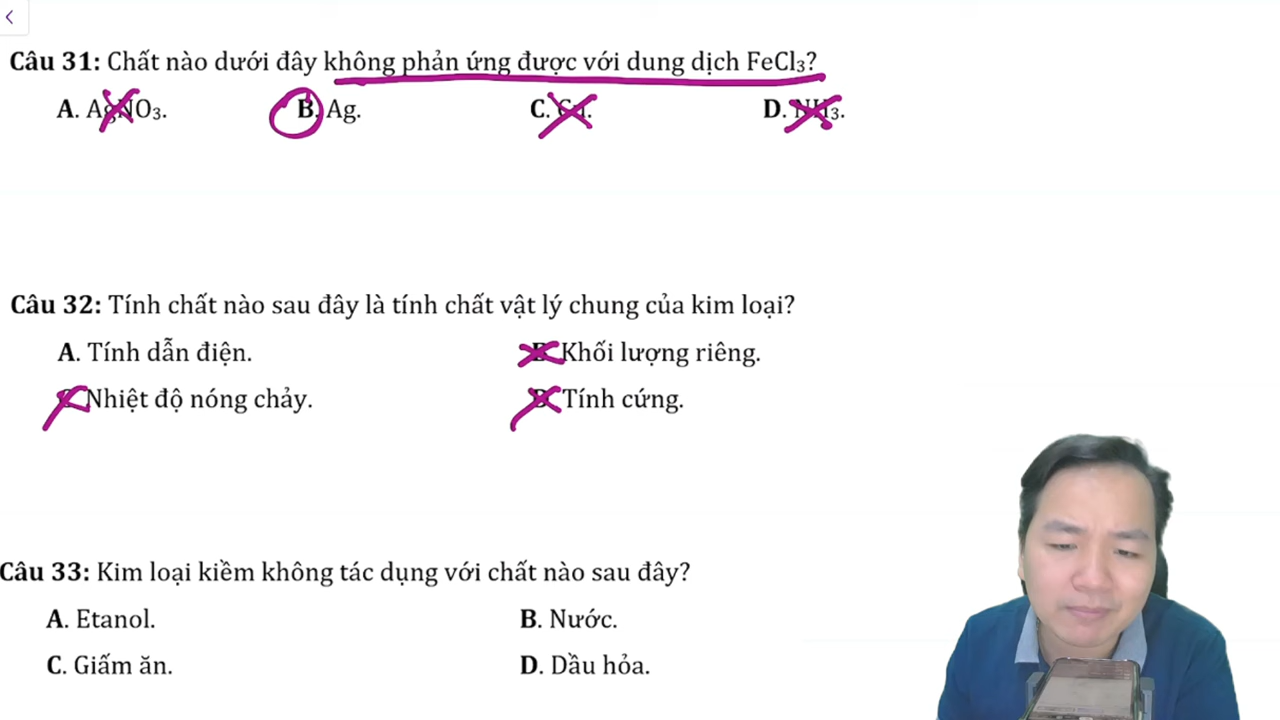 Câu 31: Chất nào dưới đây không phản ứng được với dung dịch FeCl₃?
A. AgNO₃. B. Ag. C. Cu. D. NH₃.
Câu 32: Tính chất nào sau đây là tính chất vật lý chung của kim loại?
A. Tính dẫn điện. B. Khối lượng riêng.
C. Nhiệt độ nóng chảy. D. Tính cứng.
Câu 33: Kim loại kiềm không tác dụng với chất nào sau đây?
A. Etanol. B. Nước.
C. Giấm ăn. D. Dầu hỏa.